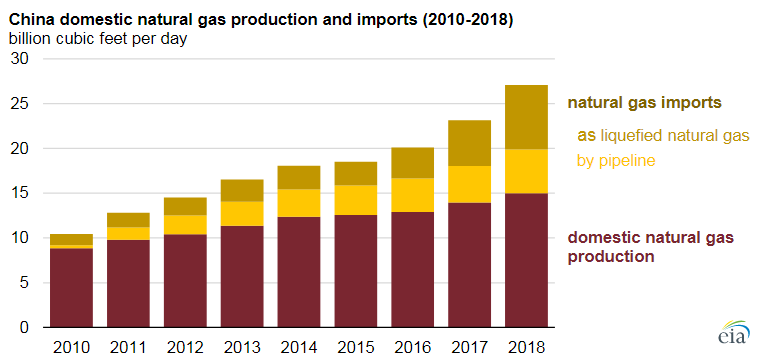 China domestic natural gas production and imports (2010-2018)
billion cubic feet per day
30
25
20
15
10
5
0
2010 2011 2012 2013 2014 2015 2016 2017 2018
natural gas imports
as liquefied natural gas
by pipeline
domestic natural gas
production
eia